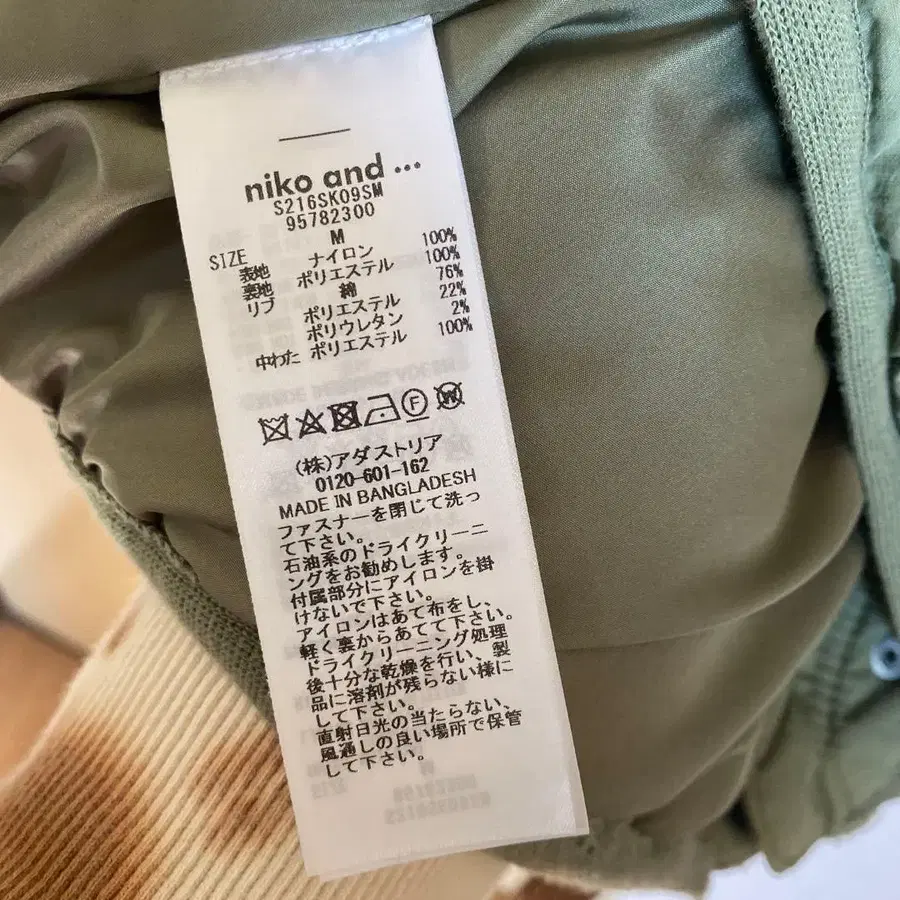 niko and ...
S216SK09SM
95782300
SIZE M
表地 ナイロン 100%
裏地 ポリエステル 100%
リブ 綿 76%
ポリエステル 22%
ポリウレタン 2%
中わた ポリエステル 100%
F W
(株)アダストリア
0120-601-162
MADE IN BANGLADESH
ファスナーを閉じて洗っ
て下さい。
石油系のドライクリーニ
ングをお勧めします。
付属部分にアイロンを掛
けないで下さい。
アイロンはあて布をし、
軽く裏からあてて下さい。
ドライクリーニング処理
後十分な乾燥を行い、製
品に溶剤が残らない様に
して下さい。
直射日光の当たらない、
風通しの良い場所で保管
して下さい。